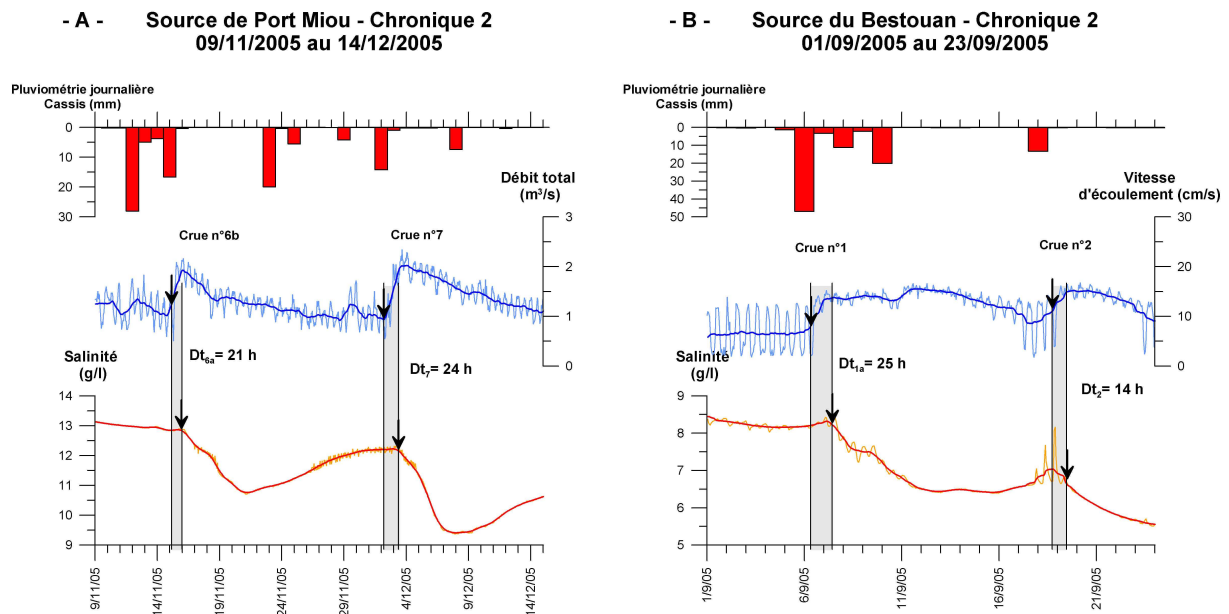 - A -
Source de Port Miou - Chronique 2
09/11/2005 au 14/12/2005
Pluviométrie journalière
Cassis (mm)
0
10
20
30
Débit total
(m³/s)
3
2
1
0
Crue n°6b
Crue n°7
Dt6a= 21 h
Dt7= 24 h
Salinité
(g/l)
14
13
12
11
10
9
9/11/05
14/11/05
19/11/05
24/11/05
29/11/05
4/12/05
9/12/05
14/12/05
- B -
Source du Bestouan - Chronique 2
01/09/2005 au 23/09/2005
Pluviométrie journalière
Cassis (mm)
0
10
20
30
40
50
Vitesse
d'écoulement (cm/s)
30
20
10
0
Crue n°1
Crue n°2
Dt1a= 25 h
Dt2= 14 h
Salinité
(g/l)
9
8
7
6
5
1/9/05
6/9/05
11/9/05
16/9/05
21/9/05